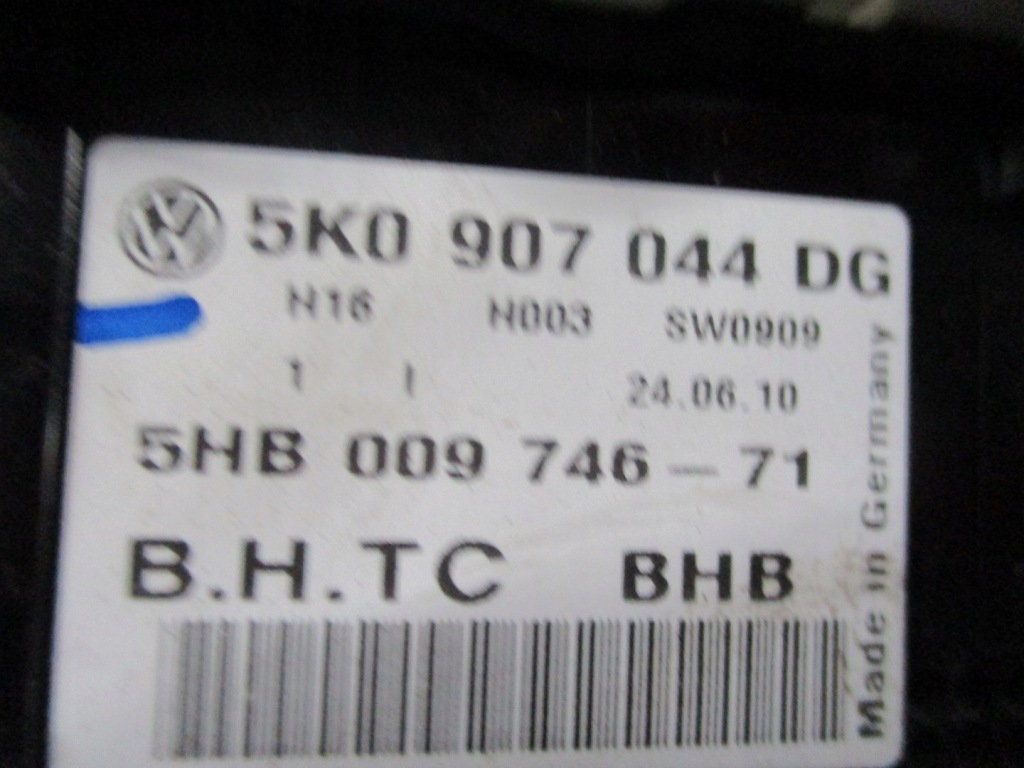 5K0 907 044 DG
H16 H003 SW0909
1 1 24.06.10
5HB 009 746-71
B.H.TC BHB
Made in Germany